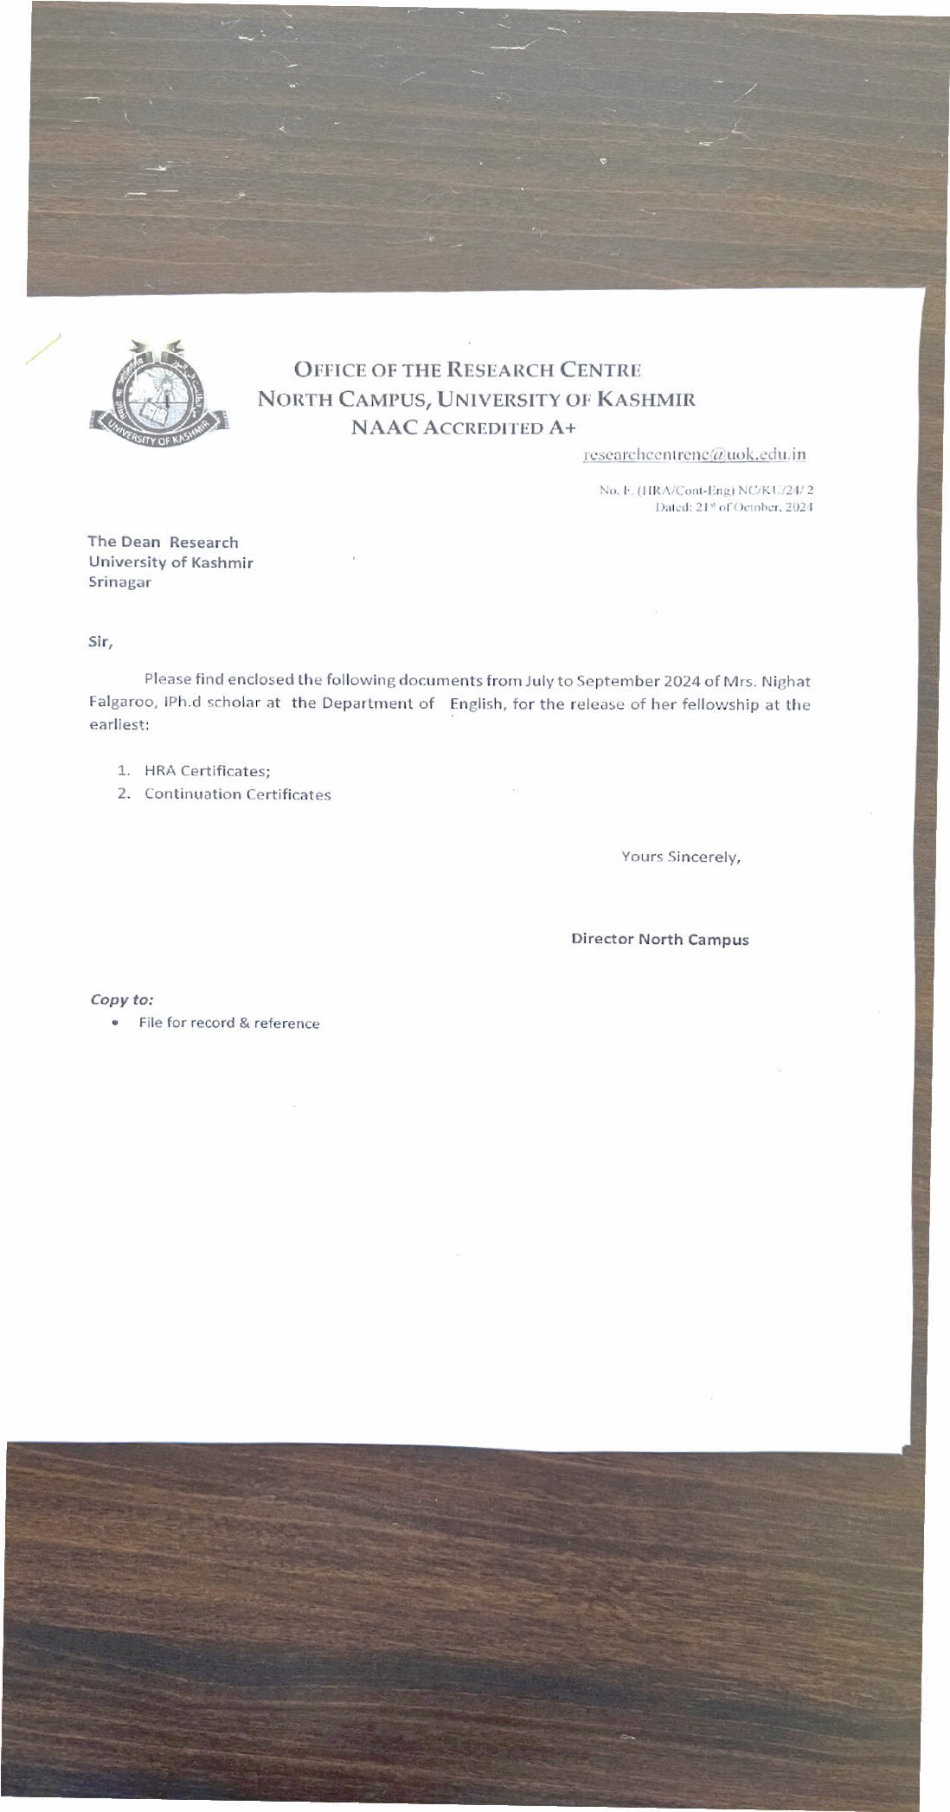 OFFICE OF THE RESEARCH CENTRE
NORTH CAMPUS, UNIVERSITY OF KASHMIR
NAAC ACCREDITED A+
researchcentrenc@uok.edu.in
No. F. (HRA/Cont-Eng) NC/KU/24/2
Dated: 21st of October, 2024
UNIVERSITY OF KASHMIR
The Dean Research
University of Kashmir
Srinagar
Sir,
Please find enclosed the following documents from July to September 2024 of Mrs. Nighat
Falgaroo, IPh.d scholar at the Department of English, for the release of her fellowship at the
earliest:
1. HRA Certificates;
2. Continuation Certificates
Yours Sincerely,
Director North Campus
Copy to:
• File for record & reference